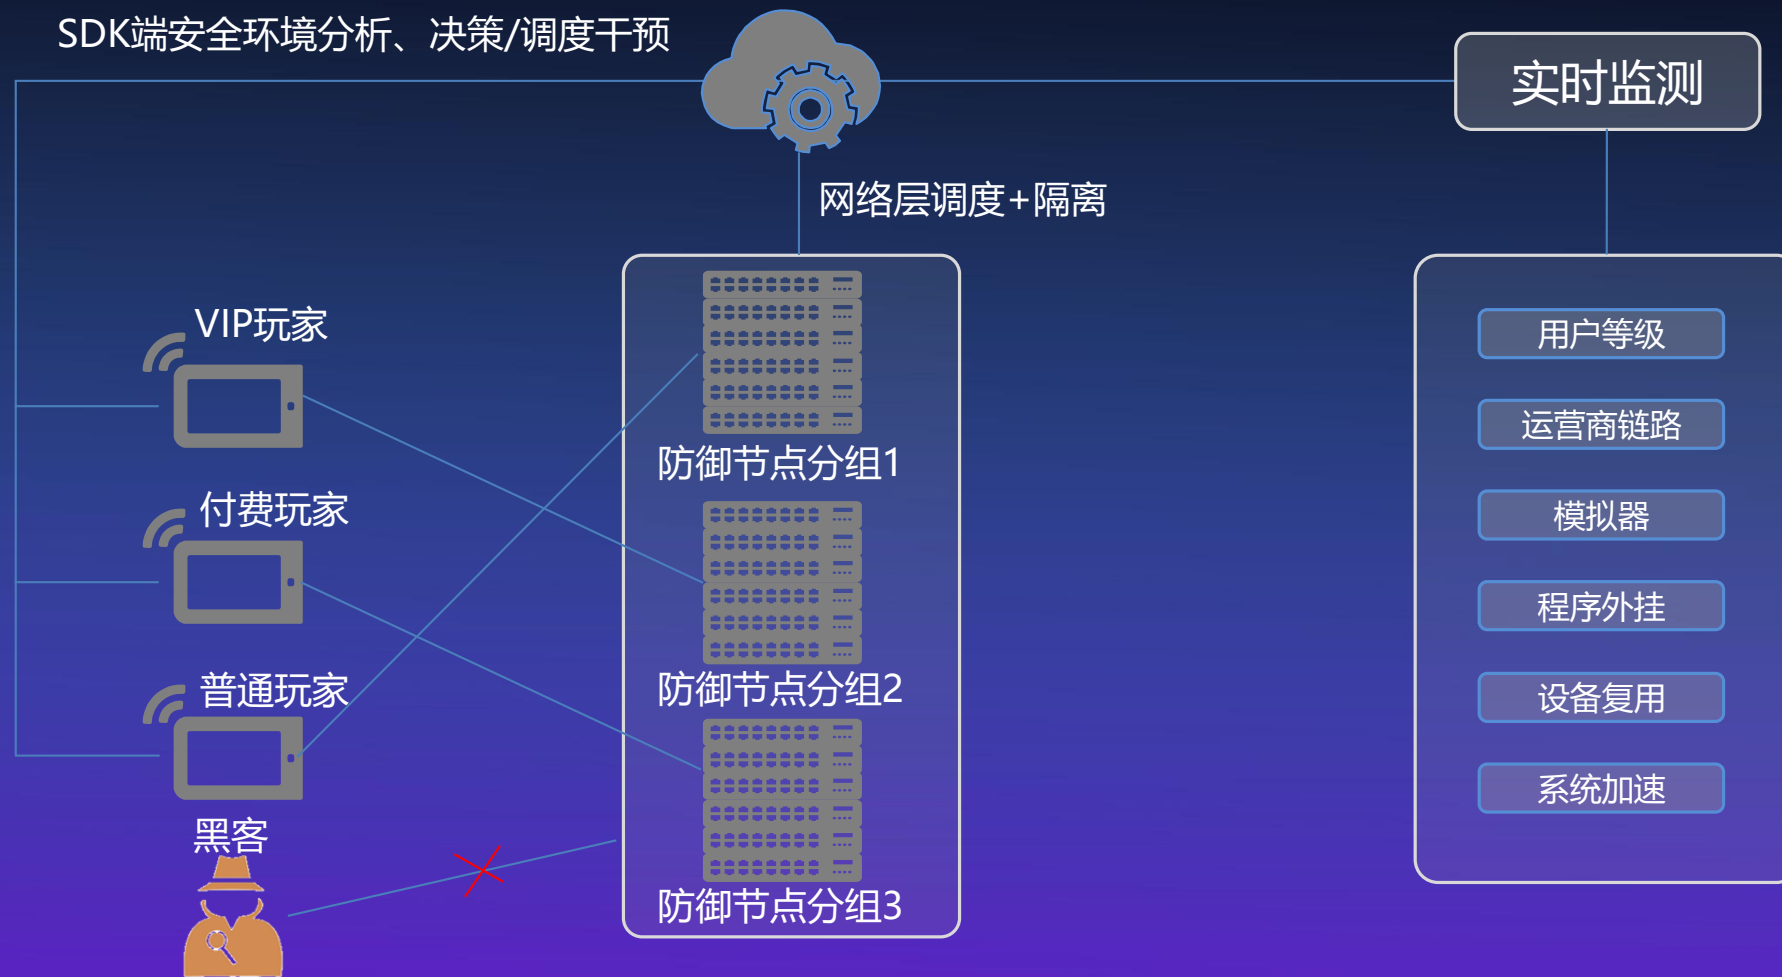 SDK端安全环境分析、决策/调度干预
实时监测
网络层调度+隔离
VIP玩家
付费玩家
普通玩家
黑客
防御节点分组1
防御节点分组2
防御节点分组3
用户等级
运营商链路
模拟器
程序外挂
设备复用
系统加速